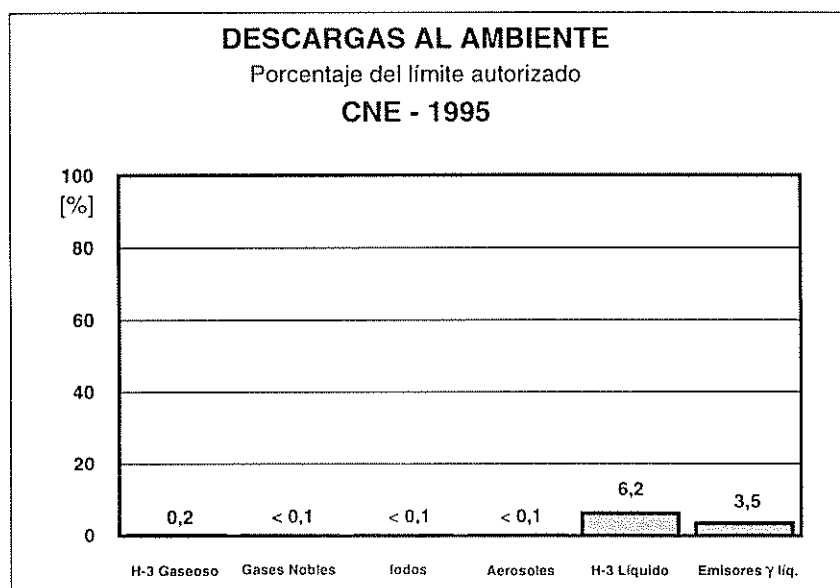 DESCARGAS AL AMBIENTE
Porcentaje del límite autorizado
CNE - 1995
100
[%]
80
60
40
20
0
0,2
< 0,1
< 0,1
< 0,1
6,2
3,5
H-3 Gaseoso
Gases Nobles
Iodos
Aerosoles
H-3 Líquido
Emisores γ líq.